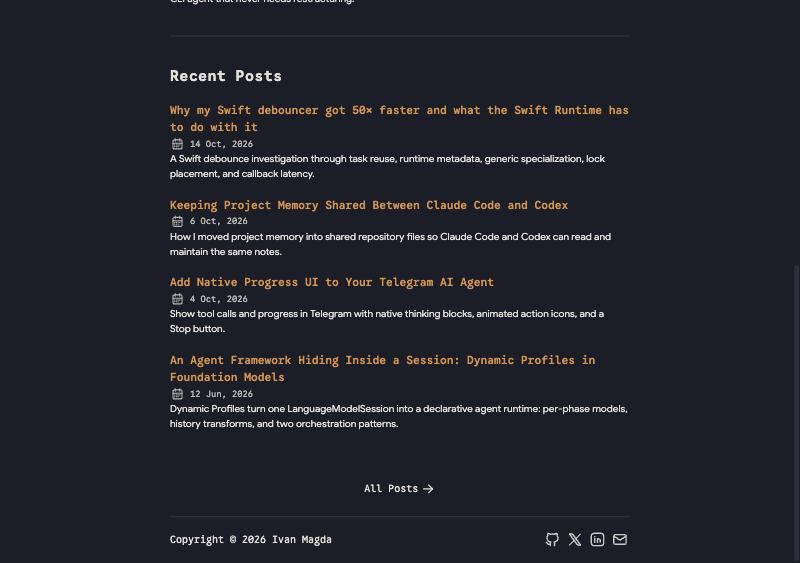 CLI agent that never needs restructuring.
Recent Posts
Why my Swift debouncer got 50× faster and what the Swift Runtime has
to do with it
14 Oct, 2026
A Swift debounce investigation through task reuse, runtime metadata, generic specialization, lock
placement, and callback latency.
Keeping Project Memory Shared Between Claude Code and Codex
6 Oct, 2026
How I moved project memory into shared repository files so Claude Code and Codex can read and
maintain the same notes.
Add Native Progress UI to Your Telegram AI Agent
4 Oct, 2026
Show tool calls and progress in Telegram with native thinking blocks, animated action icons, and a
Stop button.
An Agent Framework Hiding Inside a Session: Dynamic Profiles in
Foundation Models
12 Jun, 2026
Dynamic Profiles turn one LanguageModelSession into a declarative agent runtime: per-phase models,
history transforms, and two orchestration patterns.
All Posts
Copyright © 2026 Ivan Magda